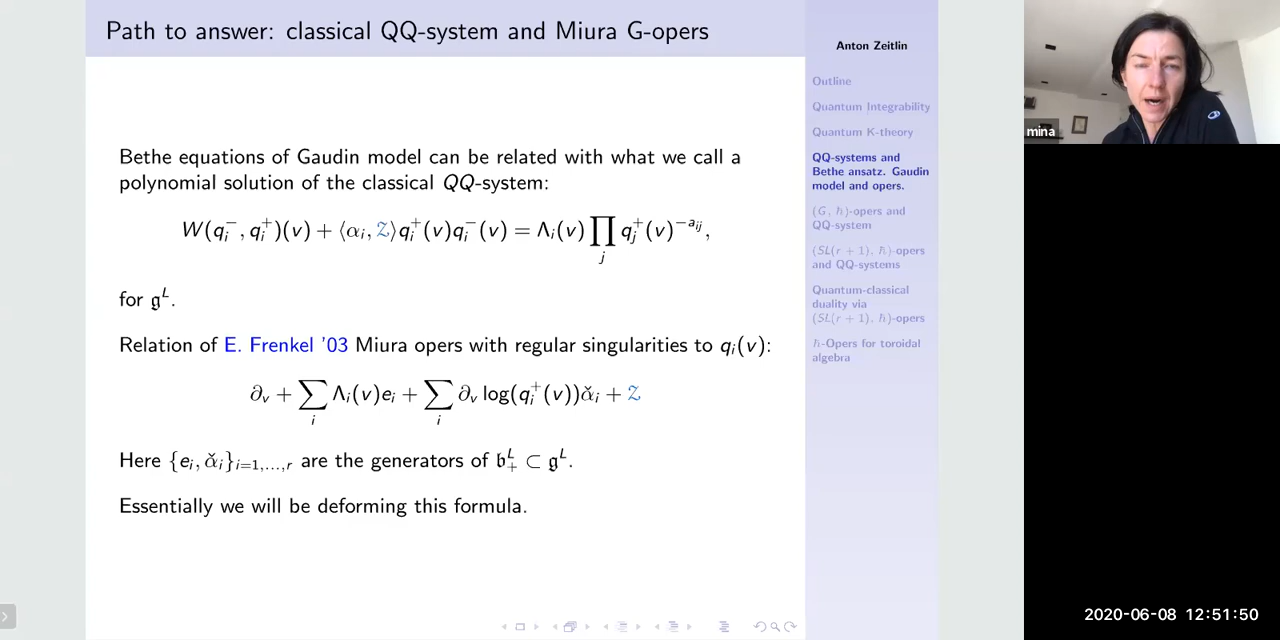 Path to answer: classical QQ-system and Miura G-opers
Bethe equations of Gaudin model can be related with what we call a
polynomial solution of the classical QQ-system:
W(q_i^-, q_i^+)(v) + ⟨α_i, Z⟩q_i^+(v)q_i^-(v) = Λ_i(v) ∏_j q_j^+(v)^{-a_{ij}},
for 𝔤^L.
Relation of E. Frenkel '03 Miura opers with regular singularities to q_i(v):
∂_v + ∑_i Λ_i(v)e_i + ∑_i ∂_v log(q_i^+(v))α̌_i + Z
Here {e_i, α̌_i}_{i=1,...,r} are the generators of 𝔟_+^L ⊂ 𝔤^L.
Essentially we will be deforming this formula.
Anton Zeitlin
Outline
Quantum Integrability
Quantum K-theory
QQ-systems and
Bethe ansatz. Gaudin
model and opers.
(G, ℏ)-opers and
QQ-system
(SL(r + 1), ℏ)-opers
and QQ-systems
Quantum-classical
duality via
(SL(r + 1), ℏ)-opers
ℏ-Opers for toroidal
algebra
mina
2020-06-08 12:51:50